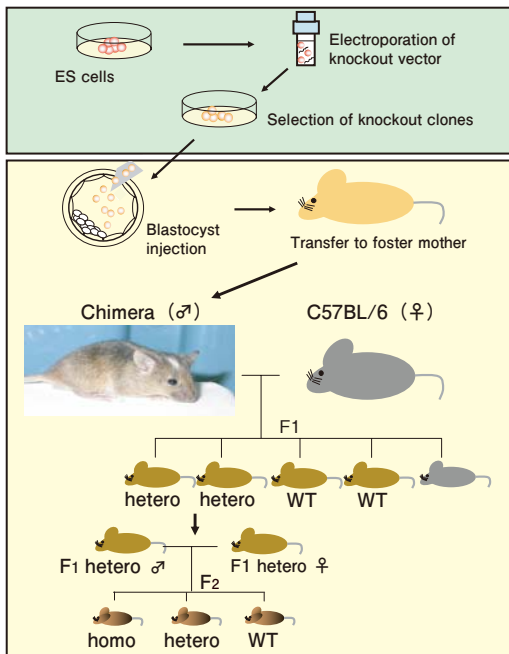 Electroporation of
knockout vector
ES cells
Selection of knockout clones
Blastocyst
injection
Transfer to foster mother
Chimera (♂)
C57BL/6 (♀)
F1
hetero
hetero
WT
WT
F1 hetero ♂
F1 hetero ♀
F2
homo
hetero
WT